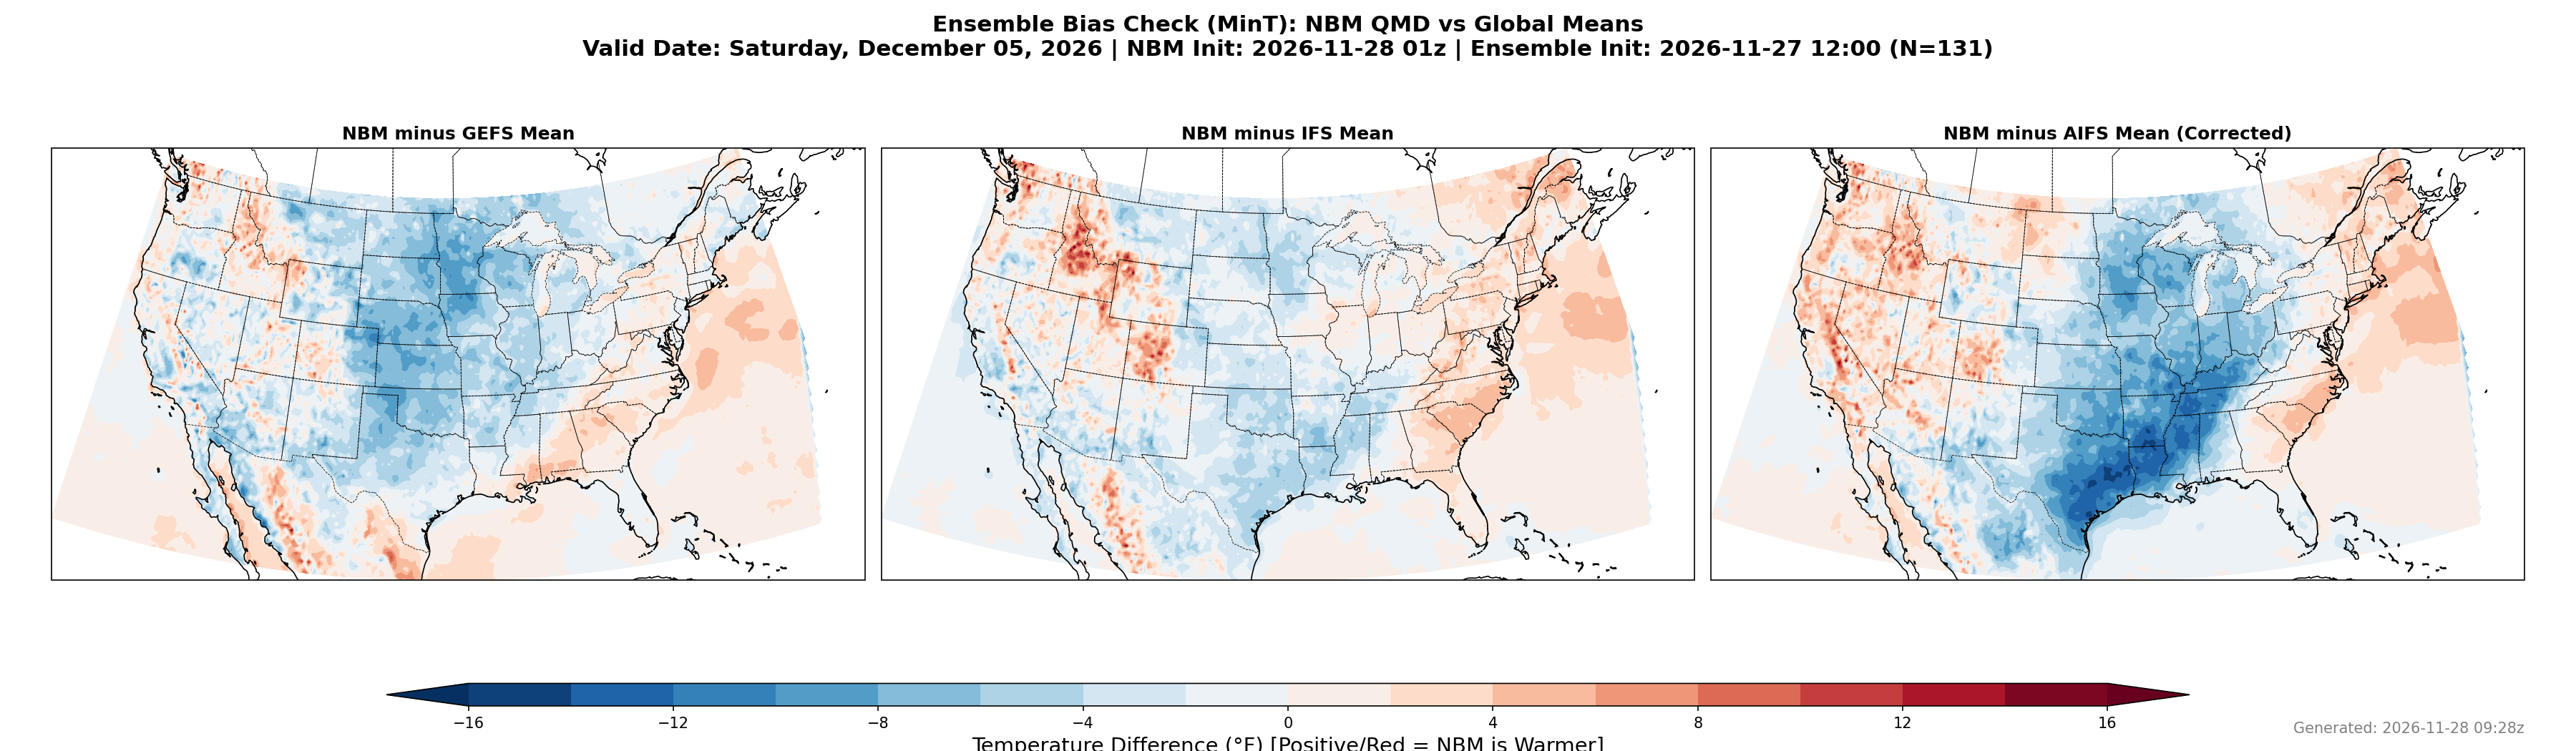 Ensemble Bias Check (MinT): NBM QMD vs Global Means
Valid Date: Saturday, December 05, 2026 | NBM Init: 2026-11-28 01z | Ensemble Init: 2026-11-27 12:00 (N=131)
NBM minus GEFS Mean
NBM minus IFS Mean
NBM minus AIFS Mean (Corrected)
−16
−12
−8
−4
0
4
8
12
16
Temperature Difference (°F) [Positive/Red = NBM is Warmer]
Generated: 2026-11-28 09:28z